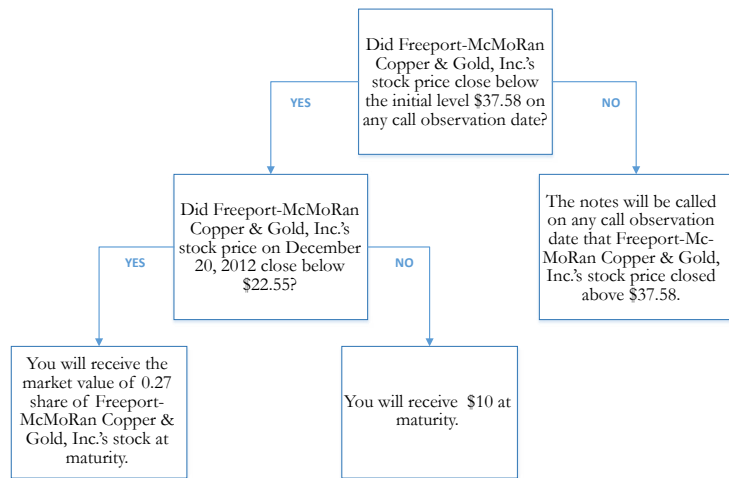 Did Freeport-McMoRan
Copper & Gold, Inc.'s
stock price close below
the initial level $37.58 on
any call observation date?
YES
NO
Did Freeport-McMoRan
Copper & Gold, Inc.'s
stock price on December
20, 2012 close below
$22.55?
The notes will be called
on any call observation
date that Freeport-Mc-
MoRan Copper & Gold,
Inc.'s stock price closed
above $37.58.
YES
NO
You will receive the
market value of 0.27
share of Freeport-
McMoRan Copper &
Gold, Inc.'s stock at
maturity.
You will receive $10 at
maturity.